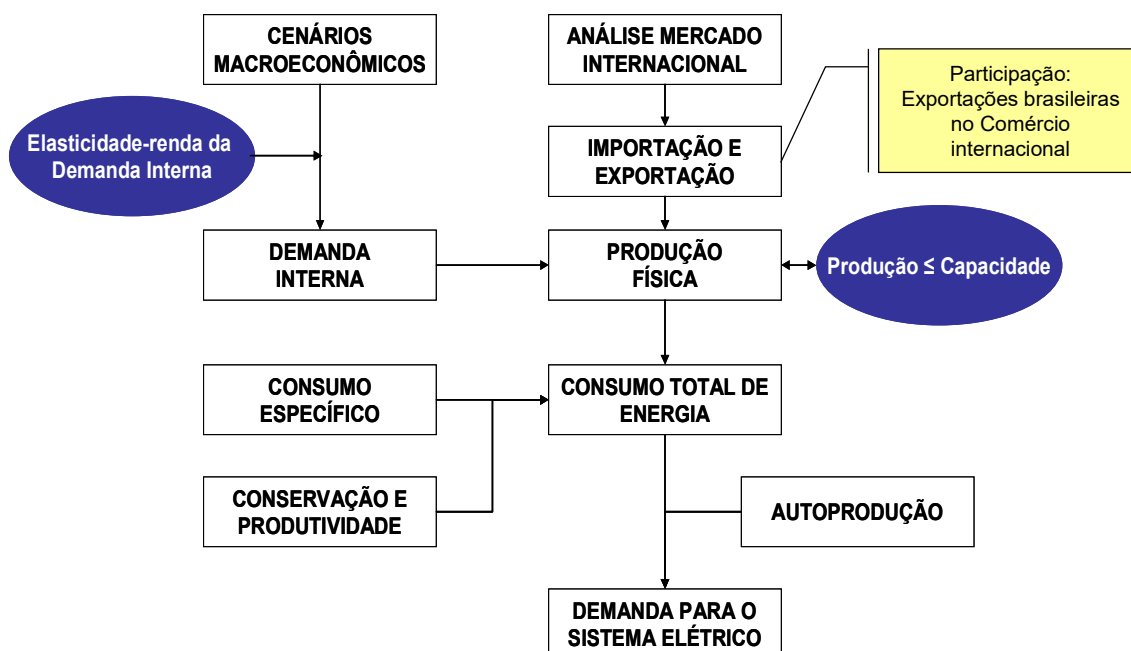 CENÁRIOS
MACROECONÔMICOS
ANÁLISE MERCADO
INTERNACIONAL
Participação:
Exportações brasileiras
no Comércio
internacional
Elasticidade-renda da
Demanda Interna
IMPORTAÇÃO E
EXPORTAÇÃO
DEMANDA
INTERNA
PRODUÇÃO
FÍSICA
Produção ≤ Capacidade
CONSUMO
ESPECÍFICO
CONSUMO TOTAL DE
ENERGIA
CONSERVAÇÃO E
PRODUTIVIDADE
AUTOPRODUÇÃO
DEMANDA PARA O
SISTEMA ELÉTRICO